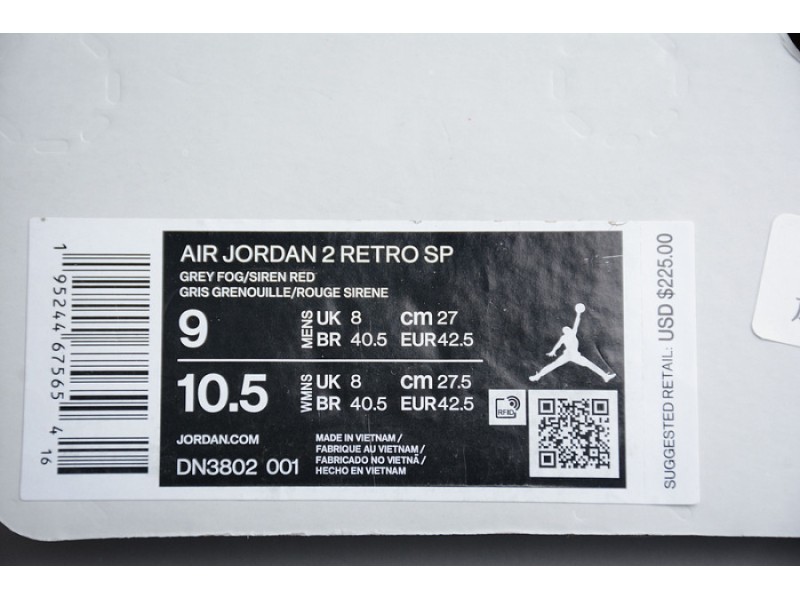 AIR JORDAN 2 RETRO SP
GREY FOG/SIREN RED
GRIS GRENOUILLE/ROUGE SIRENE
9 MENS UK 8 cm 27
BR 40.5 EUR 42.5
10.5 WMNS UK 8 cm 27.5
BR 40.5 EUR 42.5
RFID
JORDAN.COM
DN3802 001
MADE IN VIETNAM /
FABRIQUE AU VIETNAM /
FABRICADO NO VIETNÃ /
HECHO EN VIETNAM
1 95244 67565 4 16
SUGGESTED RETAIL: USD $225.00